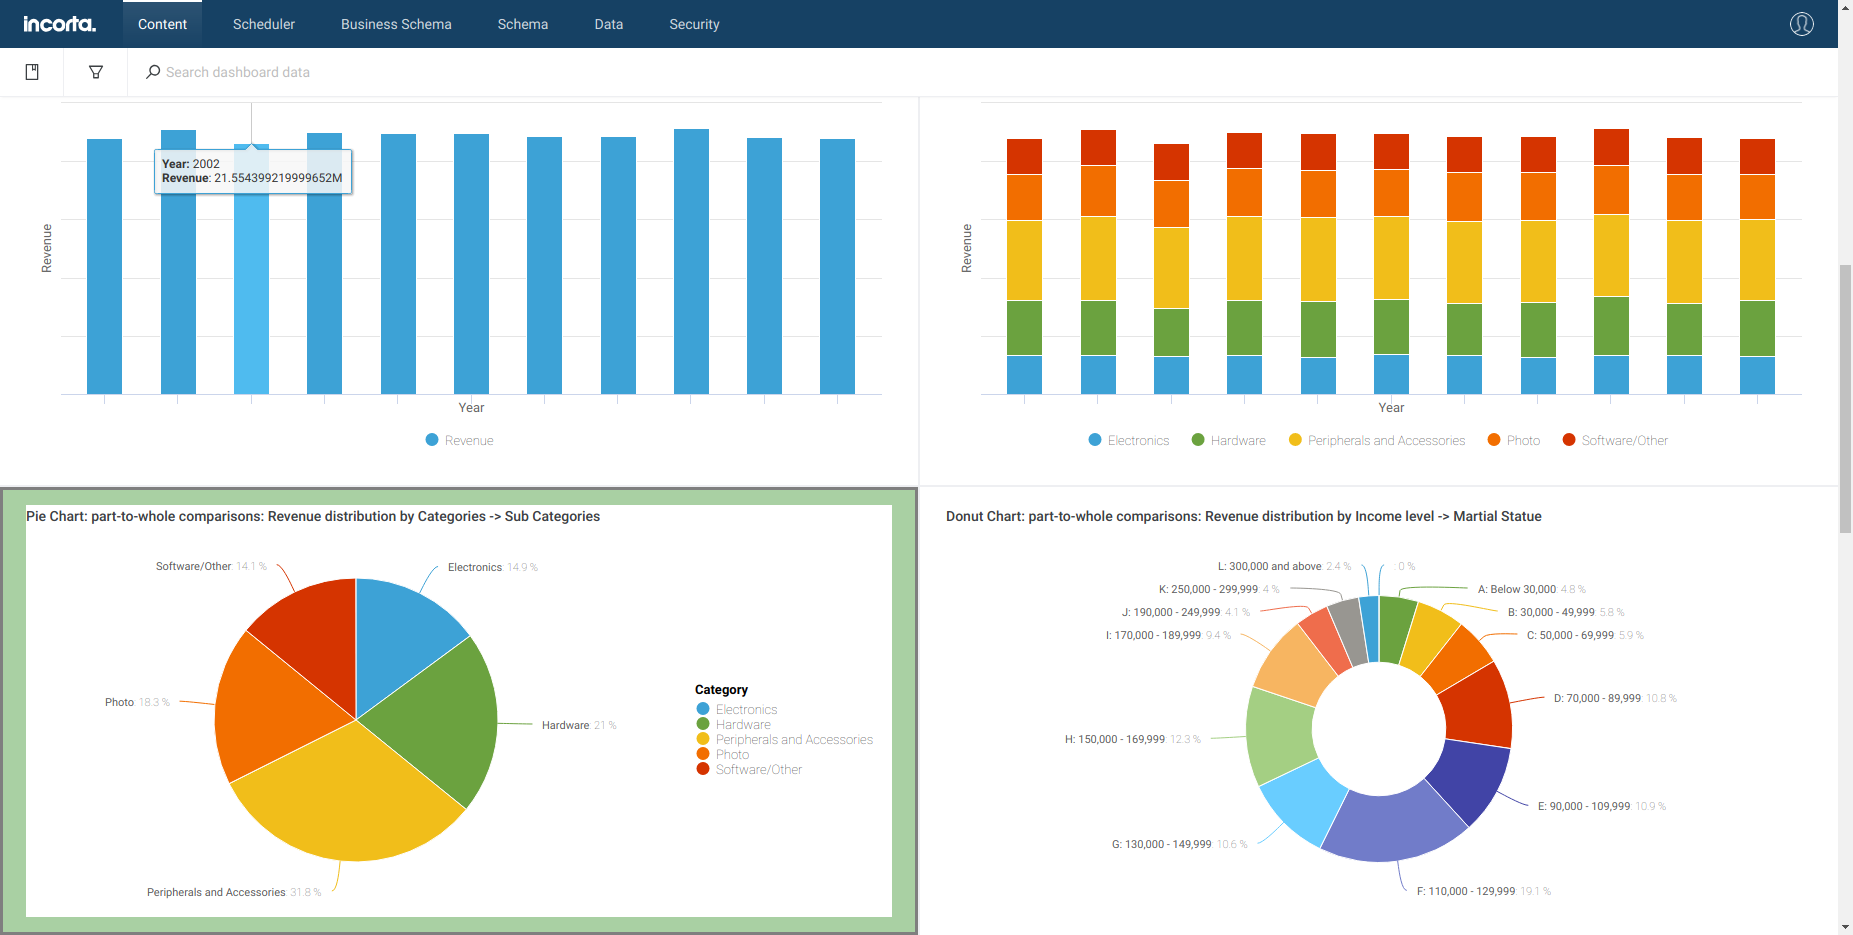 incorta.
Content
Scheduler
Business Schema
Schema
Data
Security
Search dashboard data
Revenue
Year: 2002
Revenue: 21.554399219999652M
Year
Revenue
Revenue
Year
Electronics
Hardware
Peripherals and Accessories
Photo
Software/Other
Pie Chart: part-to-whole comparisons: Revenue distribution by Categories -> Sub Categories
Software/Other: 14.1 %
Electronics: 14.9 %
Photo: 18.3 %
Hardware: 21 %
Peripherals and Accessories: 31.8 %
Category
Electronics
Hardware
Peripherals and Accessories
Photo
Software/Other
Donut Chart: part-to-whole comparisons: Revenue distribution by Income level -> Martial Statue
L: 300,000 and above: 2.4 %
: 0 %
K: 250,000 - 299,999: 4 %
A: Below 30,000: 4.8 %
J: 190,000 - 249,999: 4.1 %
B: 30,000 - 49,999: 5.8 %
I: 170,000 - 189,999: 9.4 %
C: 50,000 - 69,999: 5.9 %
D: 70,000 - 89,999: 10.8 %
H: 150,000 - 169,999: 12.3 %
E: 90,000 - 109,999: 10.9 %
G: 130,000 - 149,999: 10.6 %
F: 110,000 - 129,999: 19.1 %